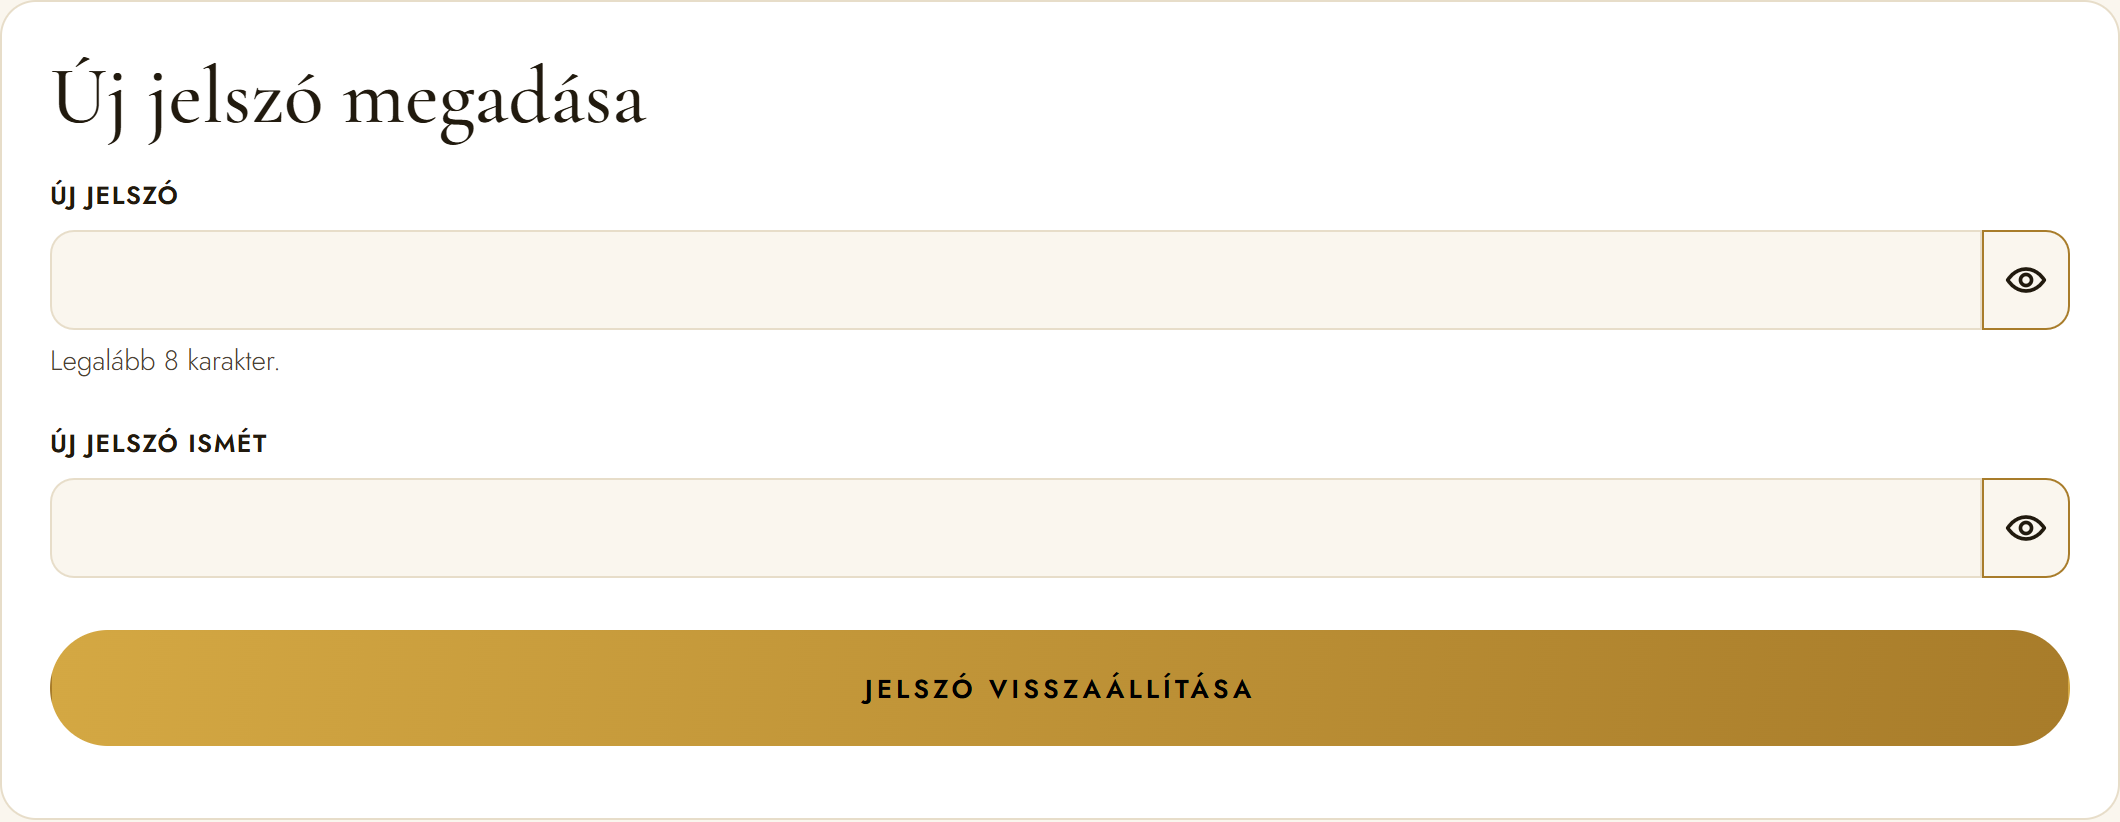 Új jelszó megadása
ÚJ JELSZÓ
Legalább 8 karakter.
ÚJ JELSZÓ ISMÉT
JELSZÓ VISSZAÁLLÍTÁSA